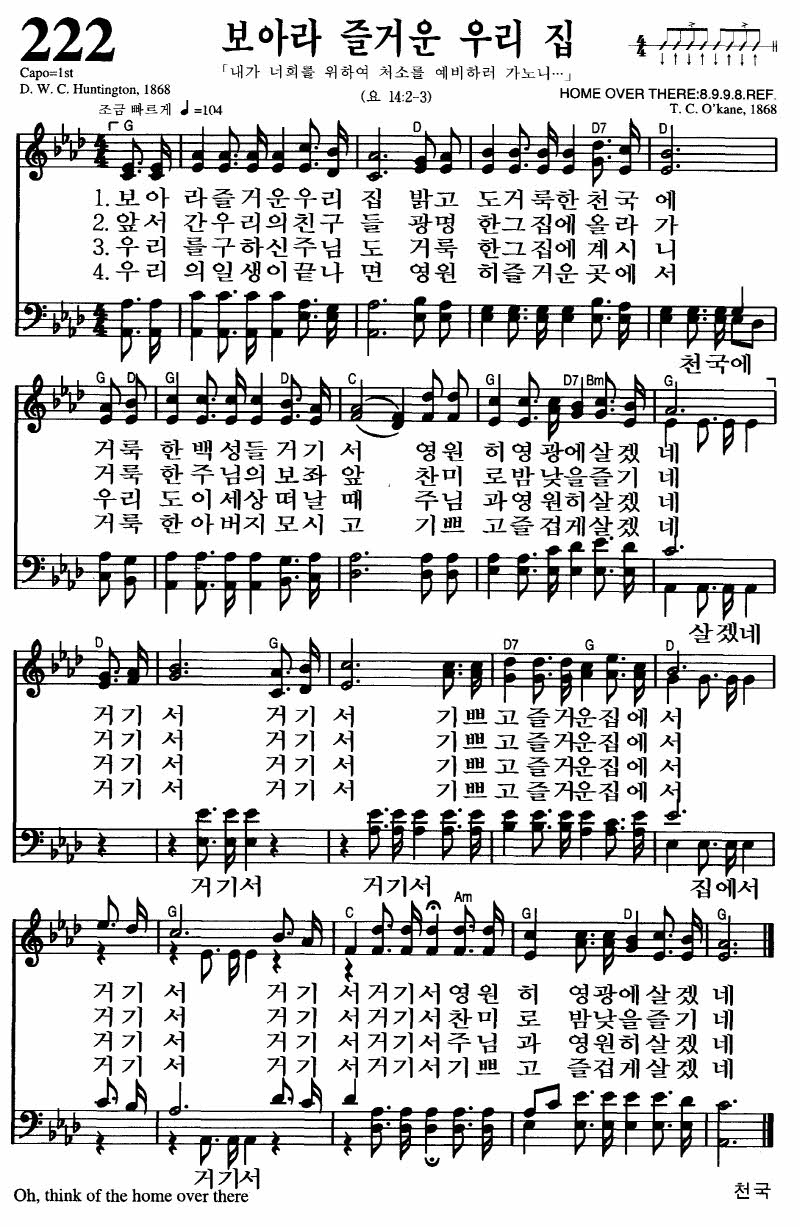 222
보아라 즐거운 우리 집
Capo=1st
「내가 너희를 위하여 처소를 예비하러 가노니…」
D. W. C. Huntington, 1868
(요 14:2-3)
HOME OVER THERE:8.9.9.8.REF.
조금 빠르게 ♩=104
T. C. O'kane, 1868
G D D7 D
1. 보아 라즐거운우리 집 밝고 도거룩한천국에
2. 앞서 간우리의친구 들 광명 한그집에올라가
3. 우리 를구하신주님 도 거룩 한그집에계시니
4. 우리 의일생이끝나 면 영원 히즐거운곳에서
천국에
G D G D C G D7 Bm G
거룩 한백성들거기 서 영원 히영광에살겠네
거룩 한주님의보좌 앞 찬미 로밤낮을즐기네
우리 도이세상떠날 때 주님 과영원히살겠네
거룩 한아버지모시 고 기쁘 고즐겁게살겠네
살겠네
D G D7 G D
거기 서 거기 서 기쁘고즐거운집에서
거기 서 거기 서 기쁘고즐거운집에서
거기 서 거기 서 기쁘고즐거운집에서
거기 서 거기 서 기쁘고즐거운집에서
거기서 거기서 집에서
G C Am G D G
거기 서 거기 서거기서영원 히 영광에살겠네
거기 서 거기 서거기서찬미 로 밤낮을즐기네
거기 서 거기 서거기서주님 과 영원히살겠네
거기 서 거기 서거기서기쁘 고 즐겁게살겠네
거기서
Oh, think of the home over there
천국